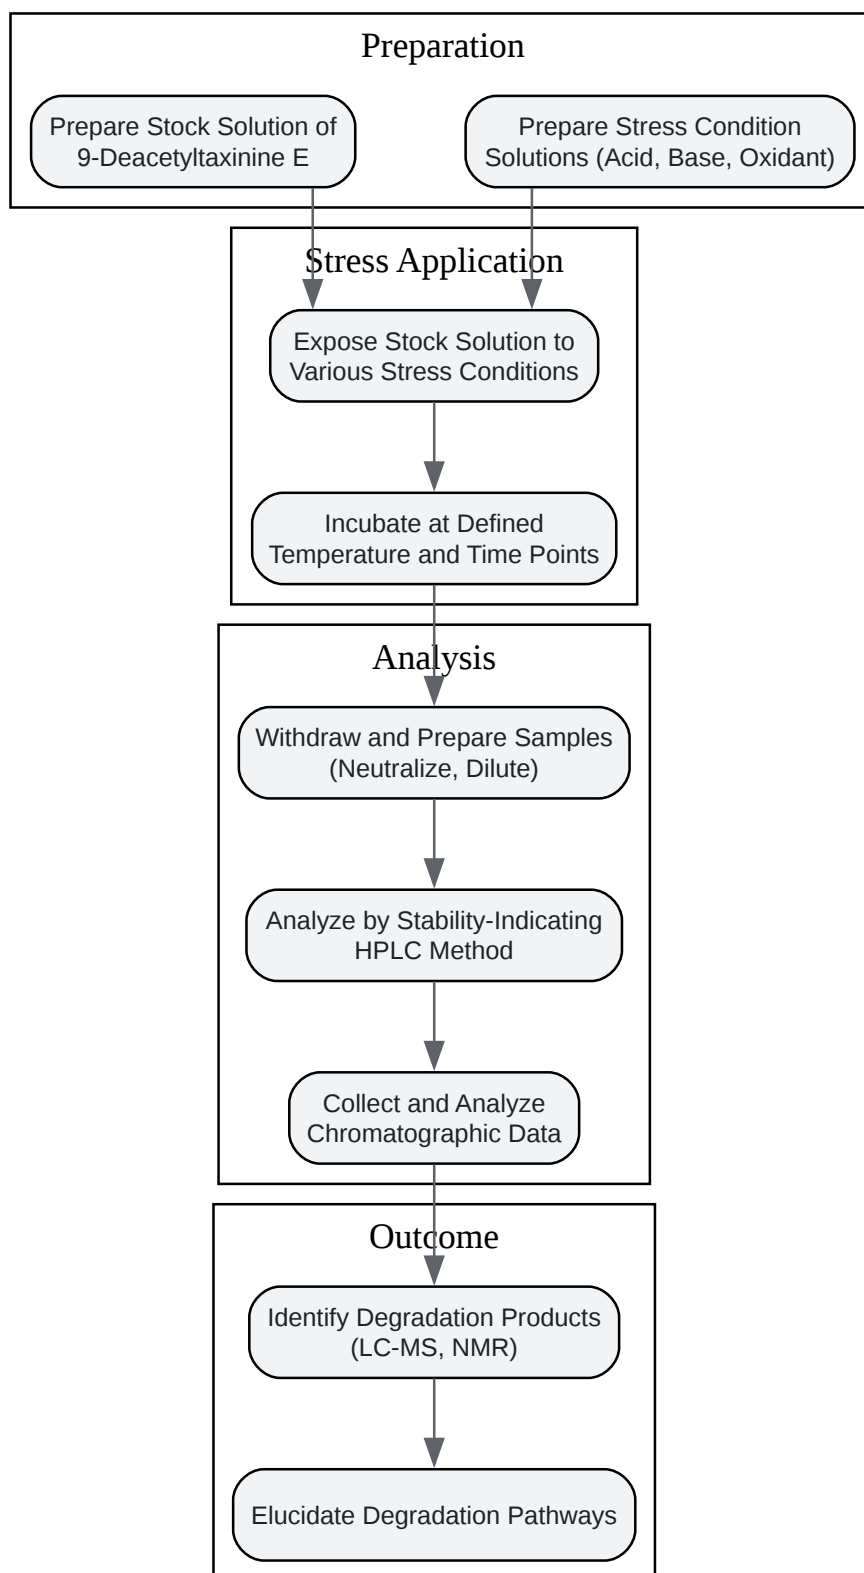 Preparation
Prepare Stock Solution of
9-Deacetyltaxinine E
Prepare Stress Condition
Solutions (Acid, Base, Oxidant)
Stress Application
Expose Stock Solution to
Various Stress Conditions
Incubate at Defined
Temperature and Time Points
Analysis
Withdraw and Prepare Samples
(Neutralize, Dilute)
Analyze by Stability-Indicating
HPLC Method
Collect and Analyze
Chromatographic Data
Outcome
Identify Degradation Products
(LC-MS, NMR)
Elucidate Degradation Pathways